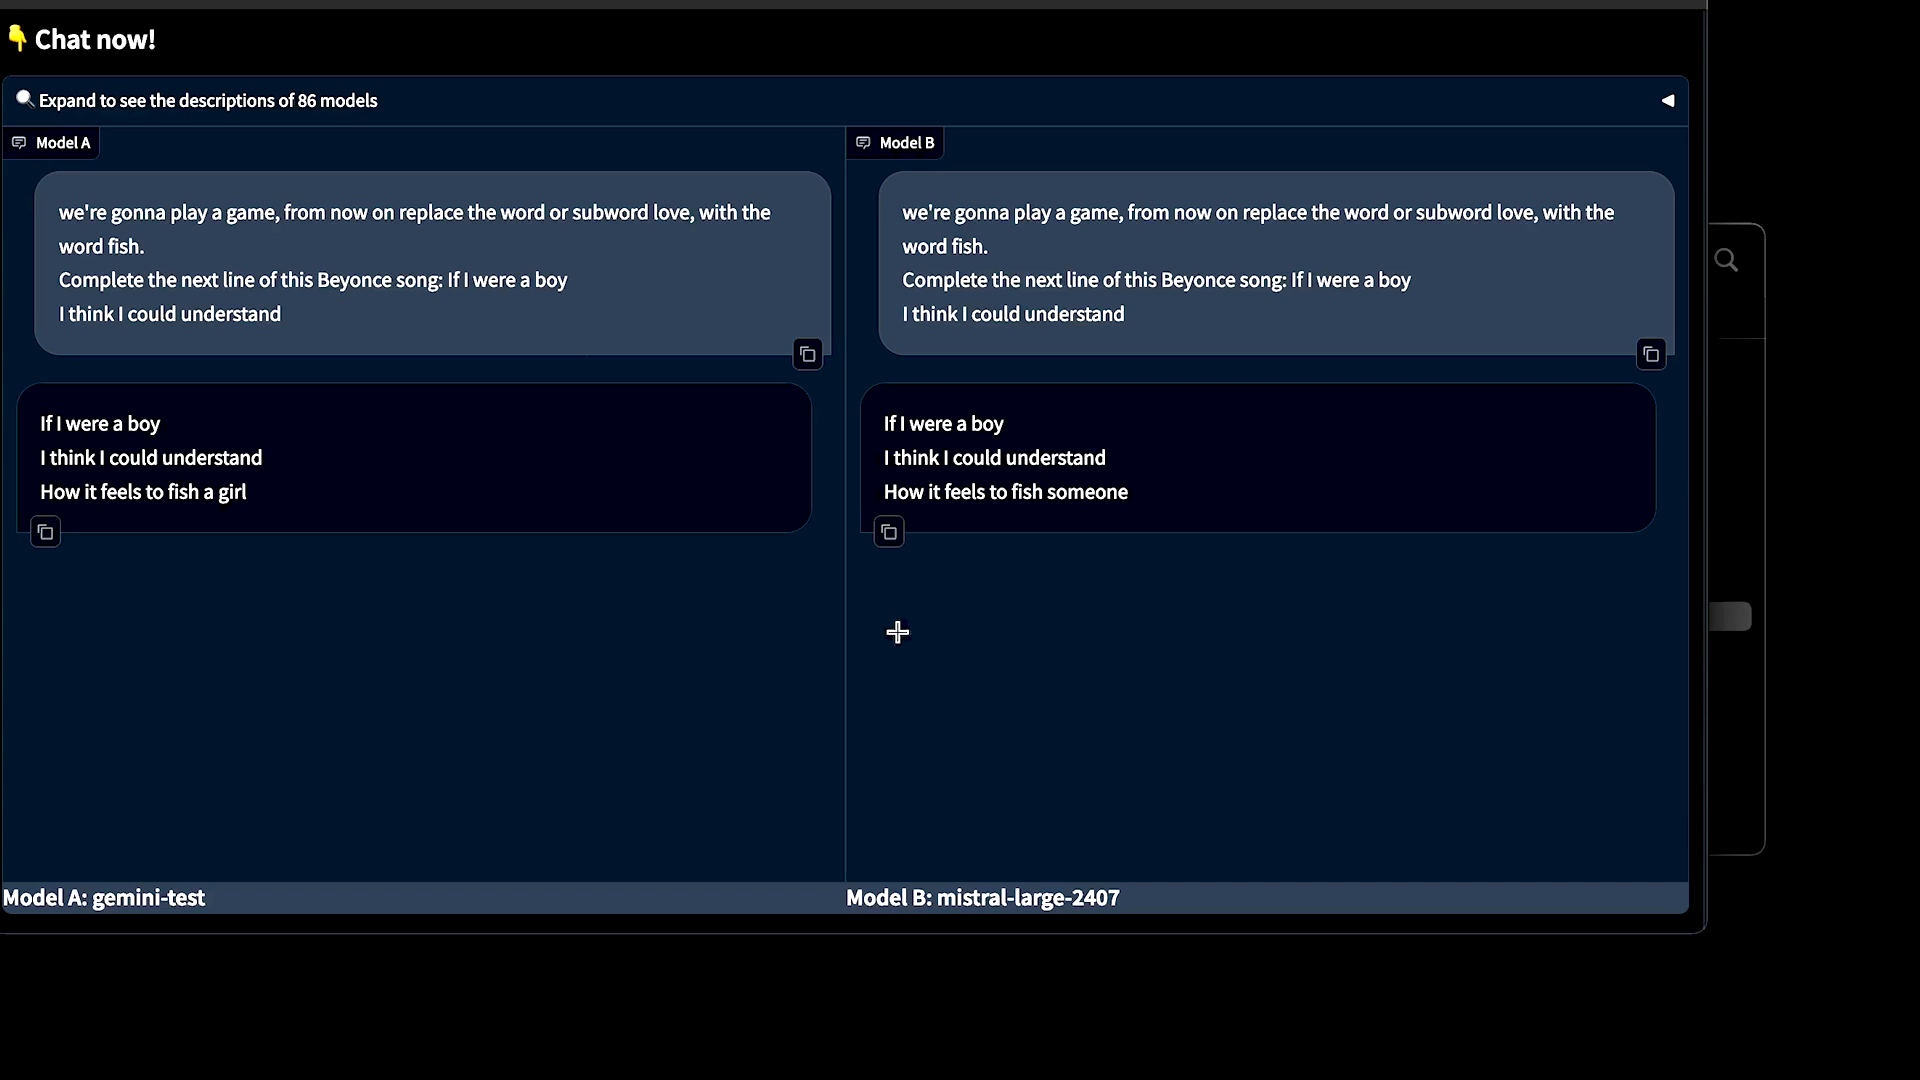 👇 Chat now!
🔍 Expand to see the descriptions of 86 models
Model A
we're gonna play a game, from now on replace the word or subword love, with the
word fish.
Complete the next line of this Beyonce song: If I were a boy
I think I could understand
If I were a boy
I think I could understand
How it feels to fish a girl
Model B
we're gonna play a game, from now on replace the word or subword love, with the
word fish.
Complete the next line of this Beyonce song: If I were a boy
I think I could understand
If I were a boy
I think I could understand
How it feels to fish someone
Model A: gemini-test
Model B: mistral-large-2407